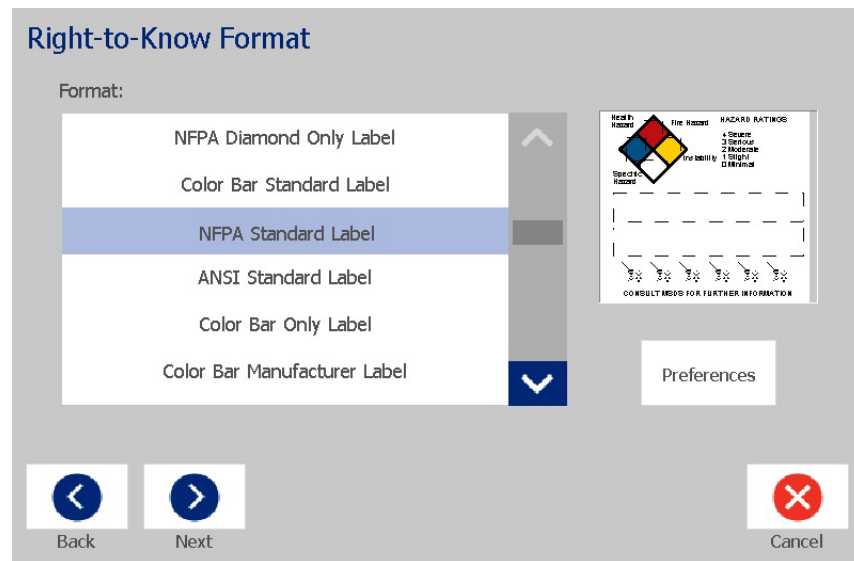 Right-to-Know Format
Format:
NFPA Diamond Only Label
Color Bar Standard Label
NFPA Standard Label
ANSI Standard Label
Color Bar Only Label
Color Bar Manufacturer Label
Health
Hazard
Fire Hazard
HAZARD RATINGS
4 Severe
3 Serious
2 Moderate
1 Slight
0 Minimal
Instability
Specific
Hazard
CONSULT MSDS FOR FURTHER INFORMATION
Preferences
Back
Next
Cancel